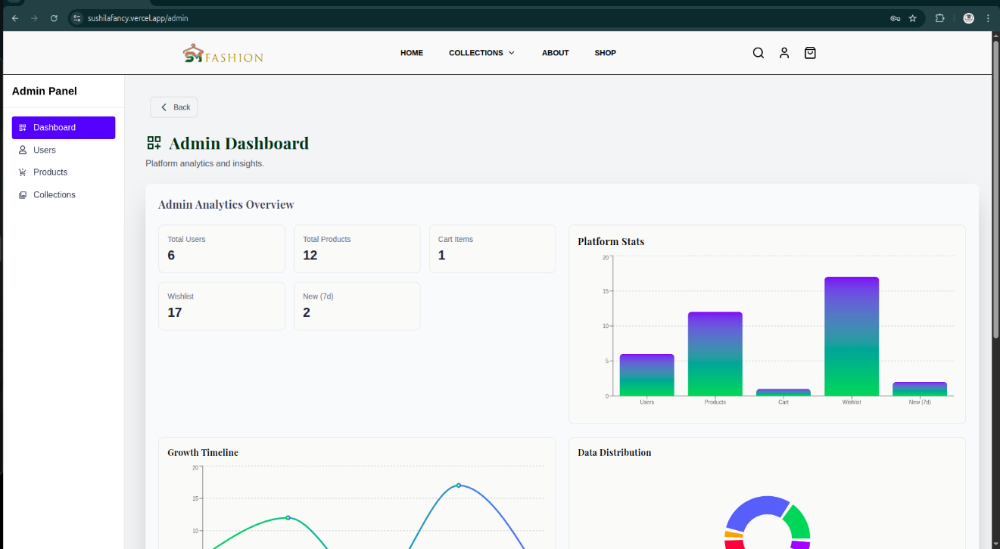 sushilafancy.vercel.app/admin
SM FASHION
HOME
COLLECTIONS
ABOUT
SHOP
Admin Panel
Dashboard
Users
Products
Collections
Back
Admin Dashboard
Platform analytics and insights.
Admin Analytics Overview
Total Users
6
Total Products
12
Cart Items
1
Wishlist
17
New (7d)
2
Platform Stats
20
15
10
5
0
Users
Products
Cart
Wishlist
New (7d)
Growth Timeline
20
15
10
Data Distribution